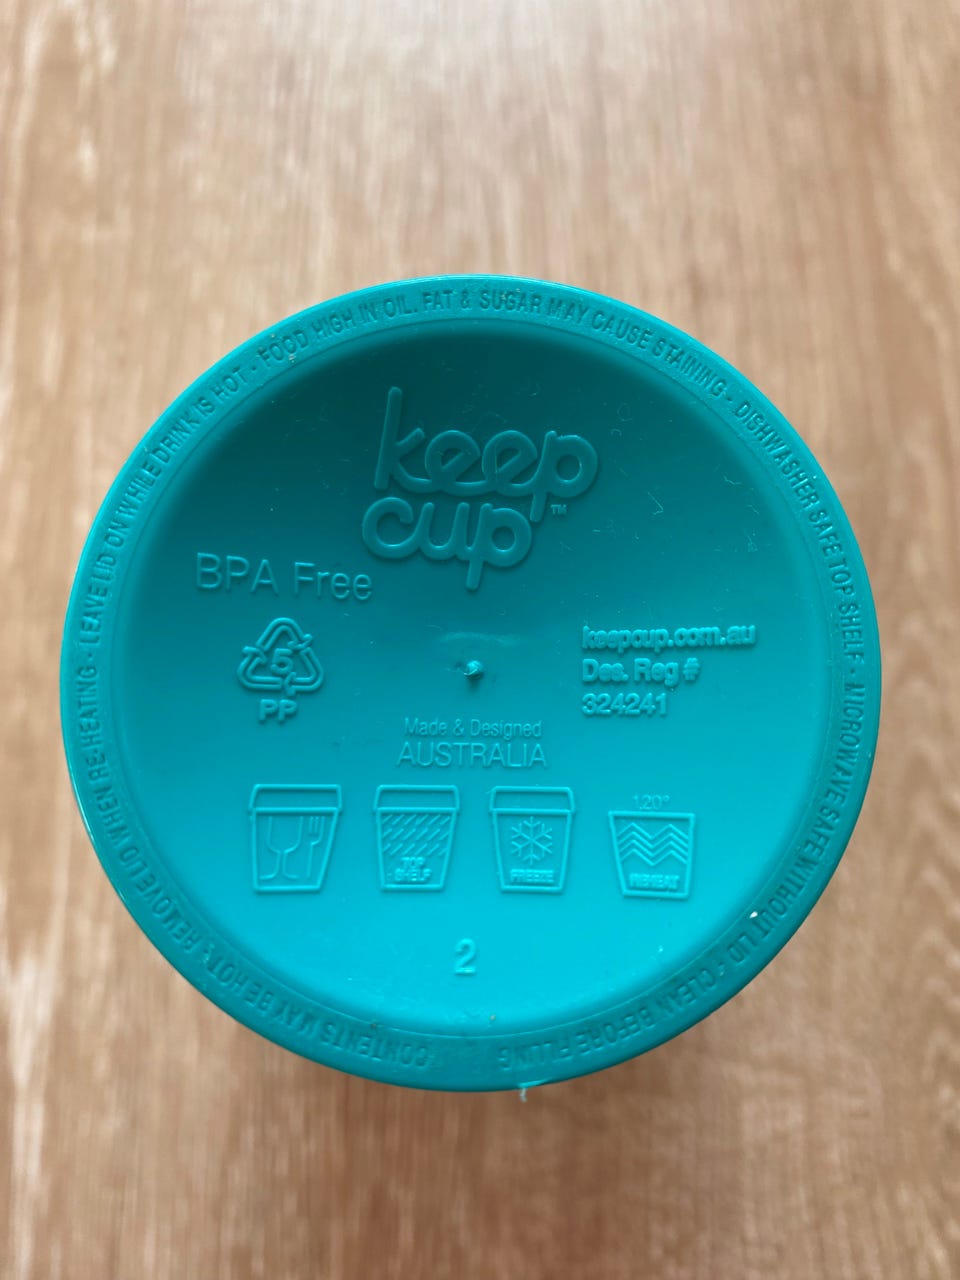 keep
cup™
BPA Free
5
PP
keepcup.com.au
Des. Reg #
324241
Made & Designed
AUSTRALIA
TOP
SHELF
FREEZE
120°
REHEAT
2
CONTENTS MAY BE HOT • REMOVE LID WHEN RE-HEATING - LEAVE LID ON WHILE DRINK IS HOT - FOOD HIGH IN OIL, FAT & SUGAR MAY CAUSE STAINING - DISHWASHER SAFE TOP SHELF - MICROWAVE SAFE WITHOUT LID - CLEAN BEFORE FILLING